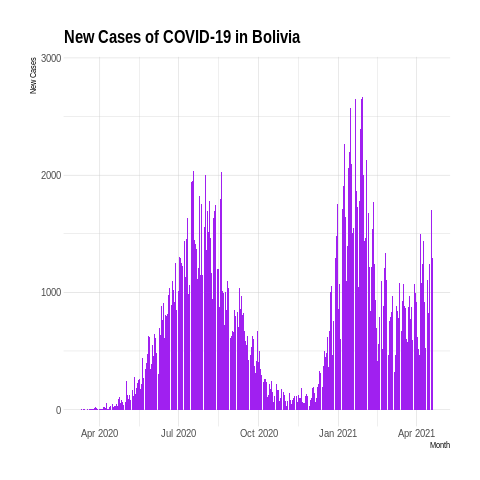 New Cases of COVID-19 in Bolivia
New Cases
3000
2000
1000
0
Apr 2020 Jul 2020 Oct 2020 Jan 2021 Apr 2021
Month